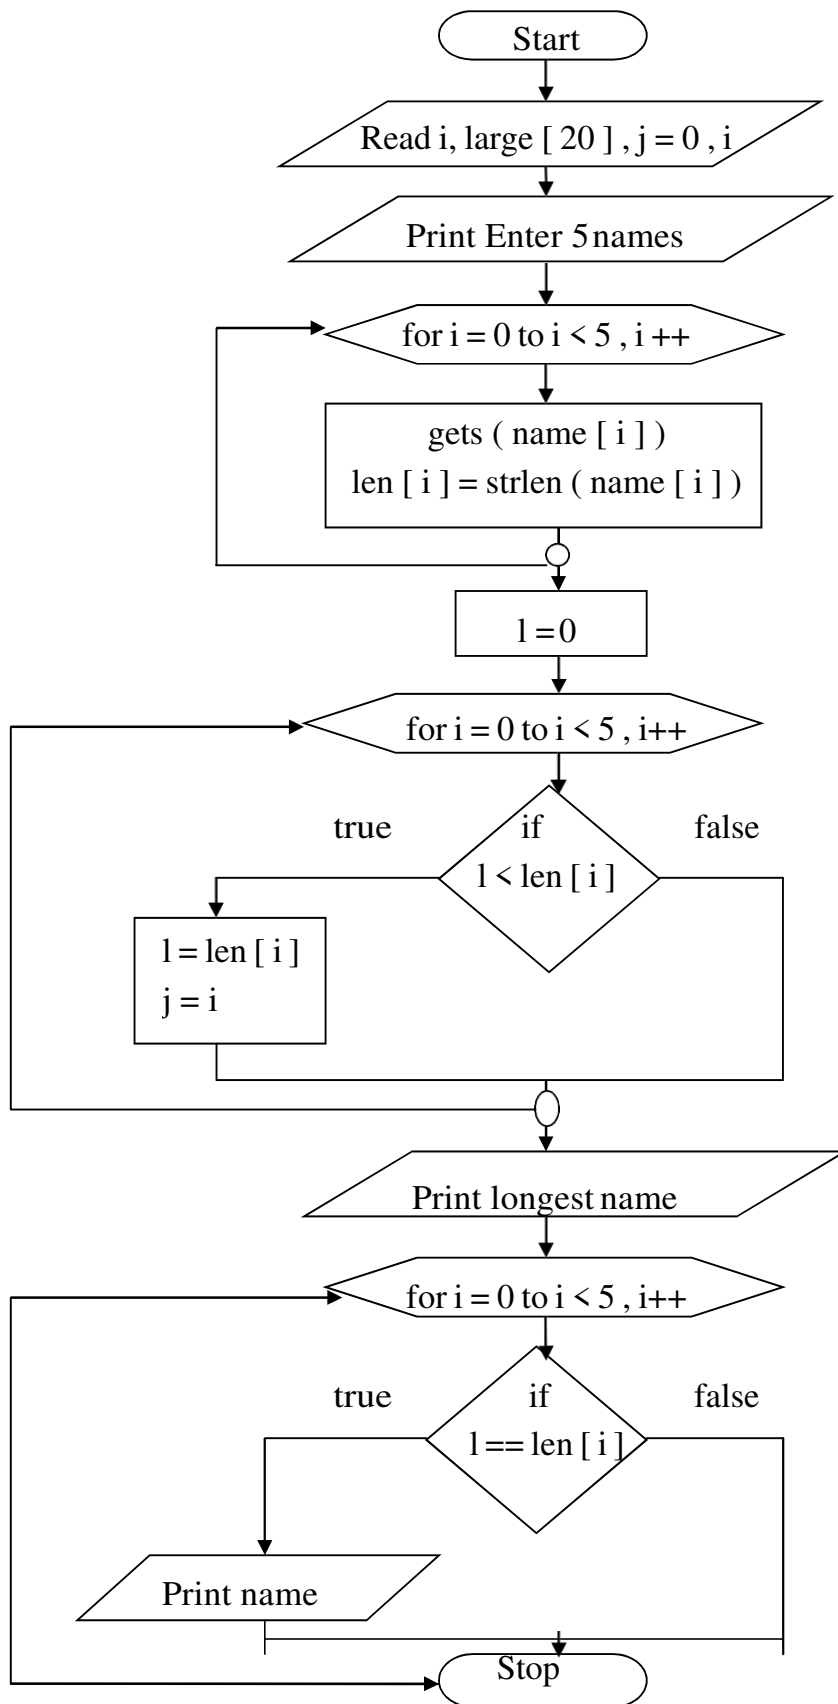 Start
Read i, large [ 20 ] , j = 0 , i
Print Enter 5 names
for i = 0 to i < 5 , i ++
gets ( name [ i ] )
len [ i ] = strlen ( name [ i ] )
l = 0
for i = 0 to i < 5 , i++
true if false
l < len [ i ]
l = len [ i ]
j = i
Print longest name
for i = 0 to i < 5 , i++
true if false
l == len [ i ]
Print name
Stop